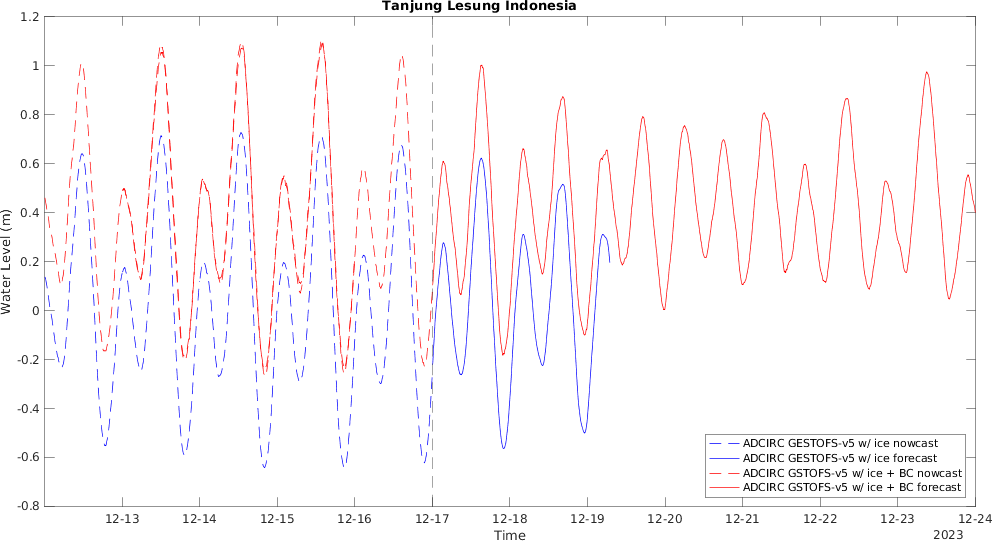 Tanjung Lesung Indonesia
Water Level (m)
1.2
1
0.8
0.6
0.4
0.2
0
-0.2
-0.4
-0.6
-0.8
ADCIRC GESTOFS-v5 w/ ice nowcast
ADCIRC GESTOFS-v5 w/ ice forecast
ADCIRC GSTOFS-v5 w/ ice + BC nowcast
ADCIRC GSTOFS-v5 w/ ice + BC forecast
12-13 12-14 12-15 12-16 12-17 12-18 12-19 12-20 12-21 12-22 12-23 12-24
Time
2023